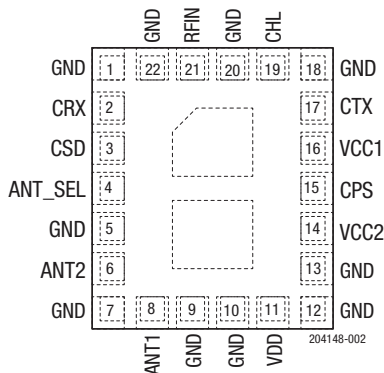 GND RFIN GND CHL
GND 1 22 21 20 19 18 GND
CRX 2 17 CTX
CSD 3 16 VCC1
ANT_SEL 4 15 CPS
GND 5 14 VCC2
ANT2 6 13 GND
GND 7 8 9 10 11 12 GND
ANT1 GND GND VDD
204148-002